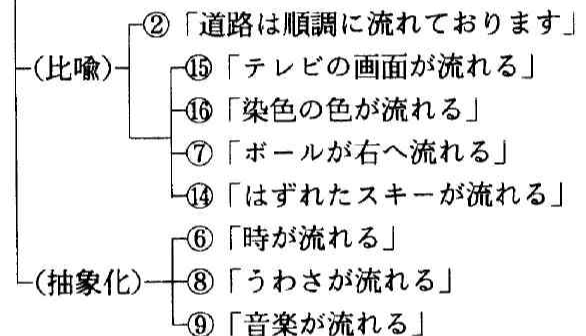 ②「道路は順調に流れております」
(比喩)
⑮「テレビの画面が流れる」
⑯「染色の色が流れる」
⑦「ボールが右へ流れる」
⑭「はずれたスキーが流れる」
⑥「時が流れる」
(抽象化)
⑧「うわさが流れる」
⑨「音楽が流れる」